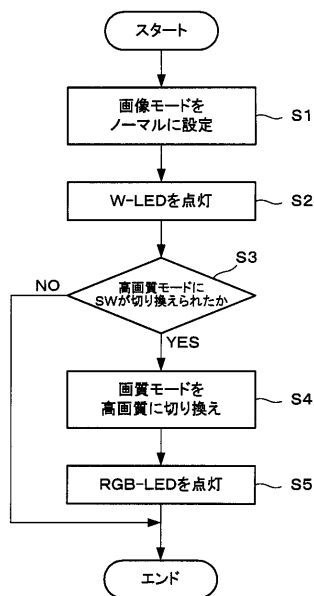 スタート
画像モードを
ノーマルに設定
S1
W-LEDを点灯
S2
S3
高画質モードに
SWが切り換えられたか
NO
YES
画質モードを
高画質に切り換え
S4
RGB-LEDを点灯
S5
エンド